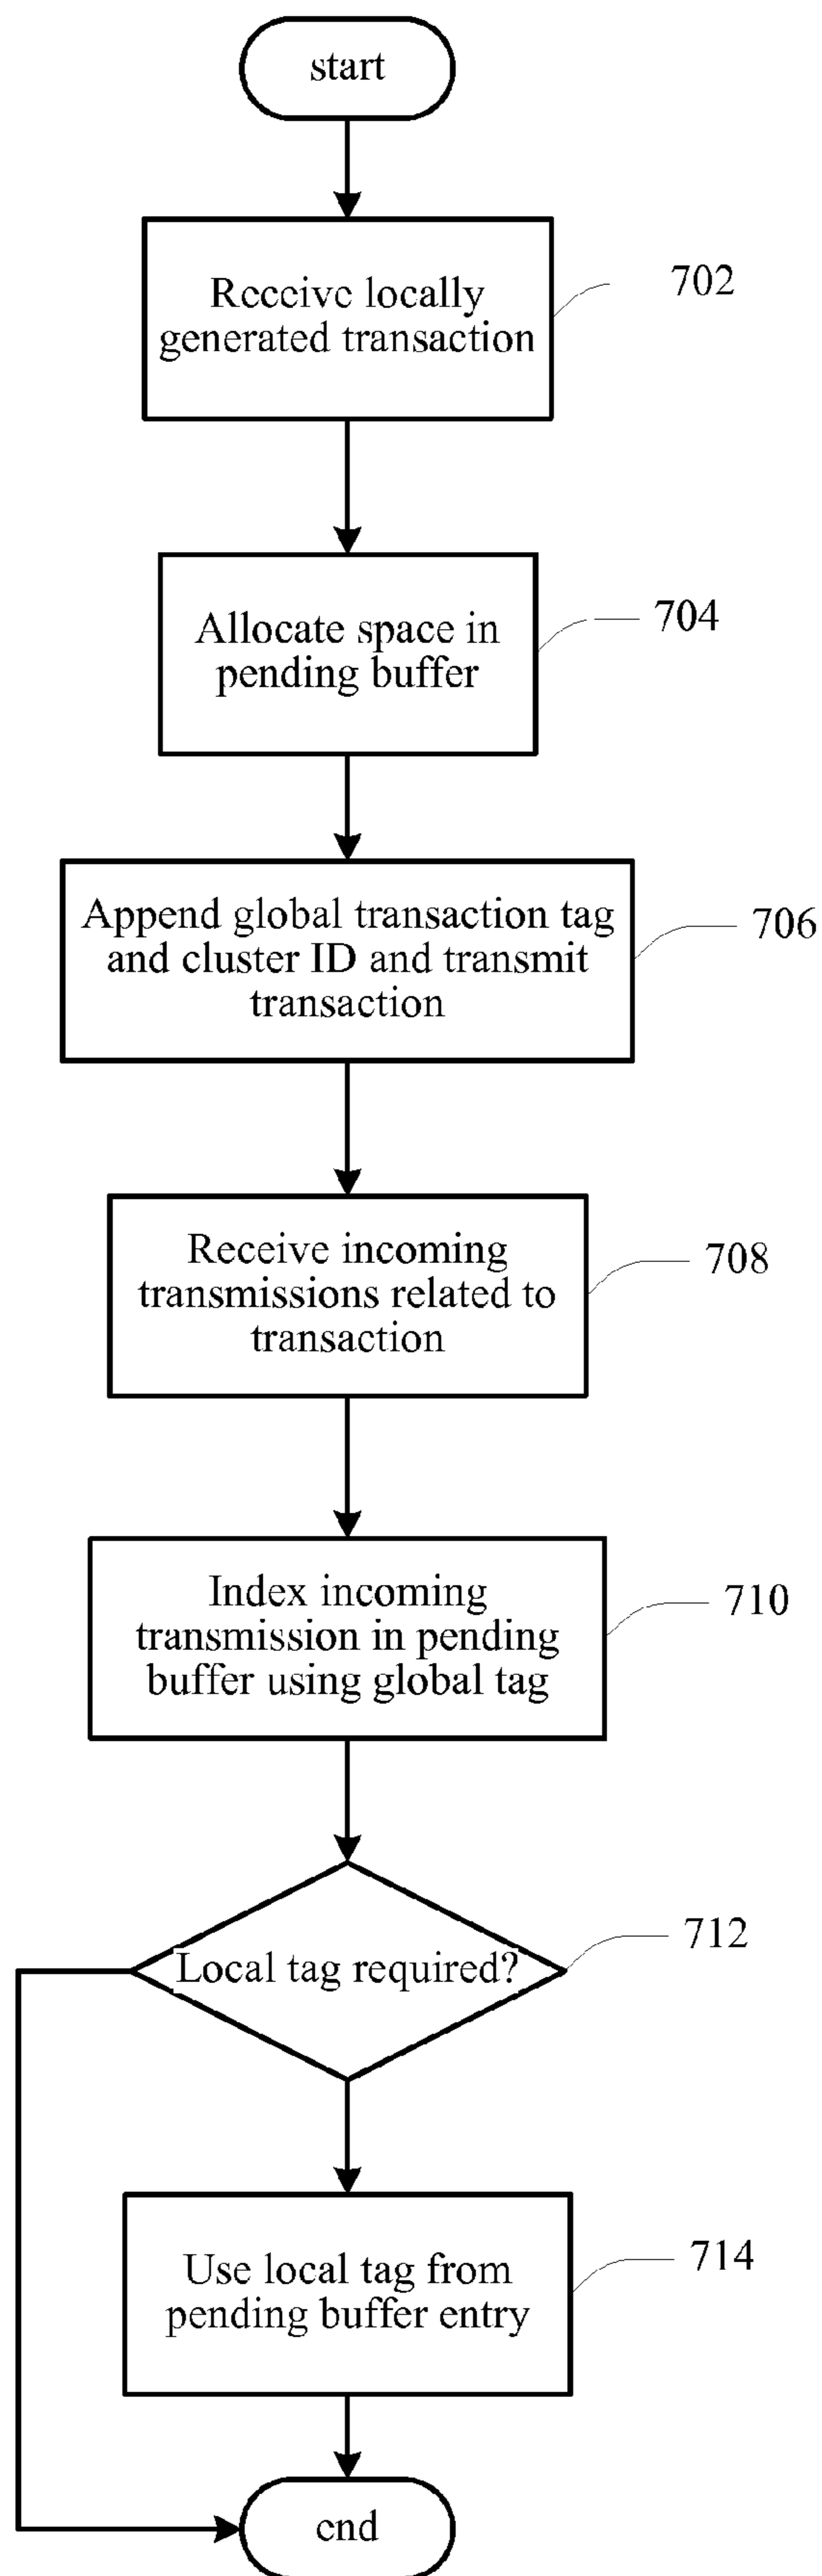 start
Receive locally
generated transaction
702
Allocate space in
pending buffer
704
Append global transaction tag
and cluster ID and transmit
transaction
706
Receive incoming
transmissions related to
transaction
708
Index incoming
transmission in pending
buffer using global tag
710
Local tag required?
712
Use local tag from
pending buffer entry
714
end